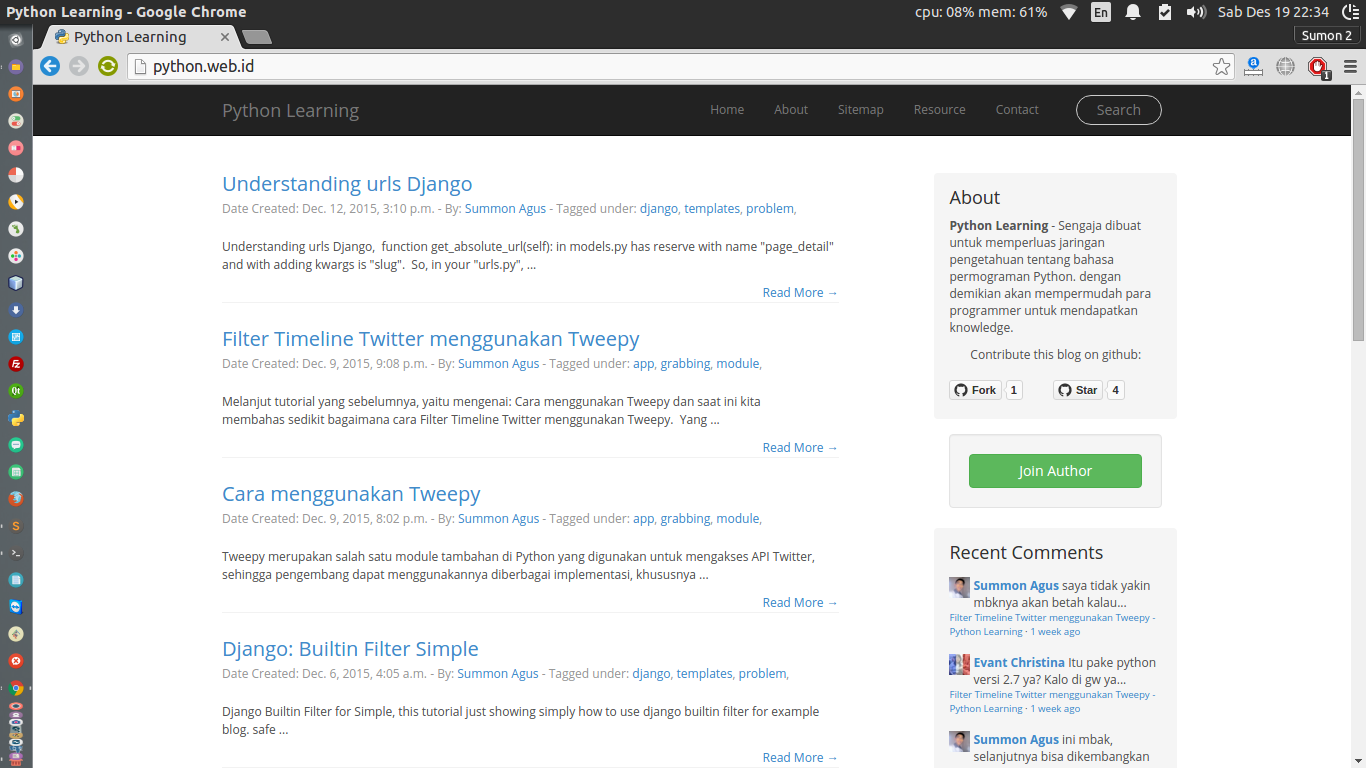 Python Learning - Google Chrome
cpu: 08% mem: 61%
En
Sab Des 19 22:34
Python Learning
Sumon 2
python.web.id
a
1
Python Learning
Home
About
Sitemap
Resource
Contact
Search
Understanding urls Django
Date Created: Dec. 12, 2015, 3:10 p.m. - By: Summon Agus - Tagged under: django, templates, problem,
Understanding urls Django,  function get_absolute_url(self): in models.py has reserve with name "page_detail"
and with adding kwargs is "slug".  So, in your "urls.py", ...
Read More →
Filter Timeline Twitter menggunakan Tweepy
Date Created: Dec. 9, 2015, 9:08 p.m. - By: Summon Agus - Tagged under: app, grabbing, module,
Melanjut tutorial yang sebelumnya, yaitu mengenai: Cara menggunakan Tweepy dan saat ini kita
membahas sedikit bagaimana cara Filter Timeline Twitter menggunakan Tweepy.  Yang ...
Read More →
Cara menggunakan Tweepy
Date Created: Dec. 9, 2015, 8:02 p.m. - By: Summon Agus - Tagged under: app, grabbing, module,
Tweepy merupakan salah satu module tambahan di Python yang digunakan untuk mengakses API Twitter,
sehingga pengembang dapat menggunakannya diberbagai implementasi, khususnya ...
Read More →
Django: Builtin Filter Simple
Date Created: Dec. 6, 2015, 4:05 a.m. - By: Summon Agus - Tagged under: django, templates, problem,
Django Builtin Filter for Simple, this tutorial just showing simply how to use django builtin filter for example
blog. safe ...
Read More →
About
Python Learning - Sengaja dibuat
untuk memperluas jaringan
pengetahuan tentang bahasa
permograman Python. dengan
demikian akan mempermudah para
programmer untuk mendapatkan
knowledge.
Contribute this blog on github:
Fork
1
Star
4
Join Author
Recent Comments
Summon Agus saya tidak yakin
mbknya akan betah kalau...
Filter Timeline Twitter menggunakan Tweepy -
Python Learning · 1 week ago
Evant Christina Itu pake python
versi 2.7 ya? Kalo di gw ya...
Filter Timeline Twitter menggunakan Tweepy -
Python Learning · 1 week ago
Summon Agus ini mbak,
selanjutnya bisa dikembangkan